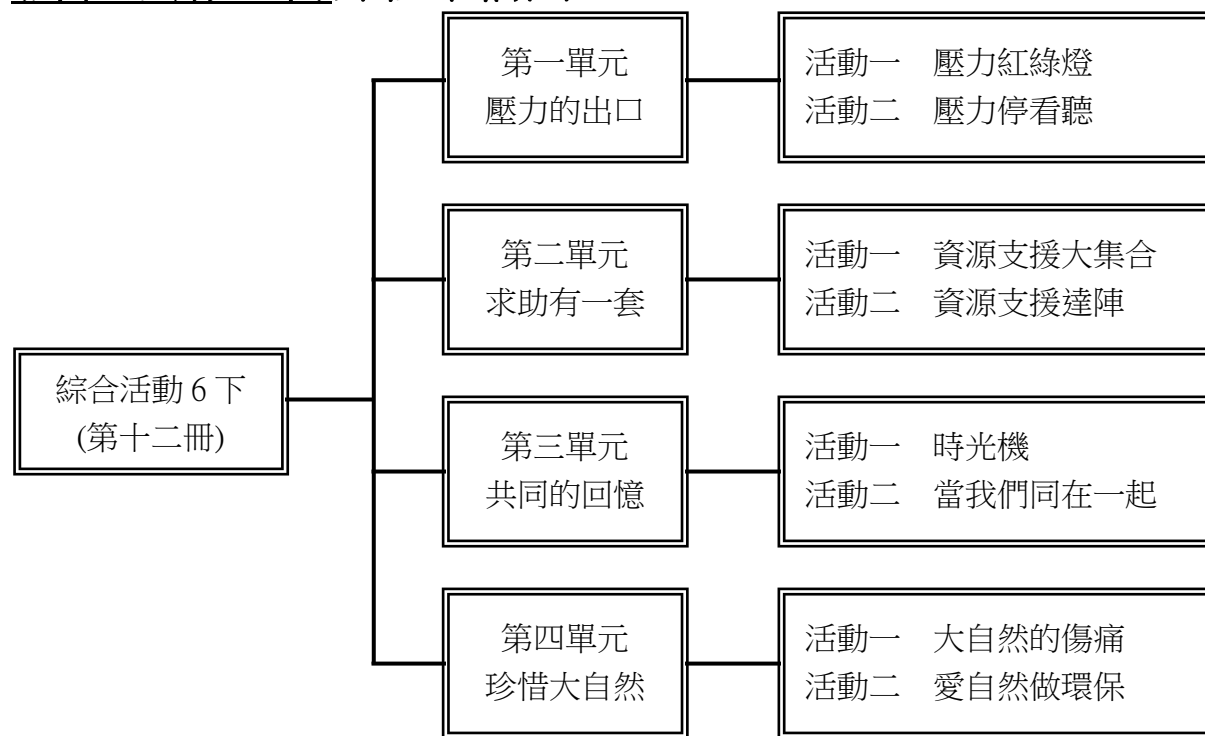 綜合活動 6 下
(第十二冊)
第一單元
壓力的出口
活動一　壓力紅綠燈
活動二　壓力停看聽
第二單元
求助有一套
活動一　資源支援大集合
活動二　資源支援達陣
第三單元
共同的回憶
活動一　時光機
活動二　當我們同在一起
第四單元
珍惜大自然
活動一　大自然的傷痛
活動二　愛自然做環保